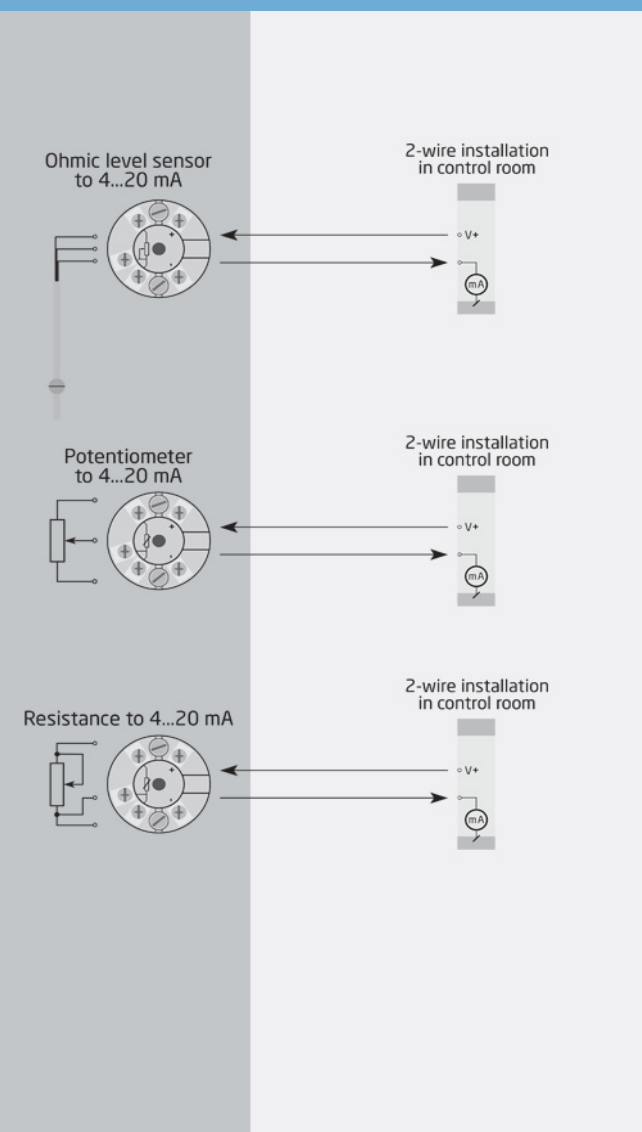 Ohmic level sensor
to 4...20 mA
2-wire installation
in control room
+
-
V+
mA
Potentiometer
to 4...20 mA
2-wire installation
in control room
+
-
V+
mA
Resistance to 4...20 mA
2-wire installation
in control room
+
-
V+
mA